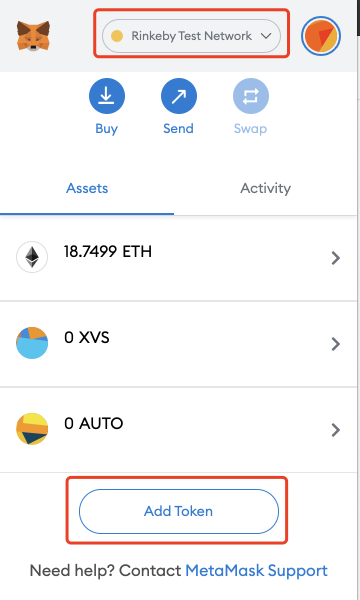 Rinkeby Test Network
Buy Send Swap
Assets Activity
18.7499 ETH
0 XVS
0 AUTO
Add Token
Need help? Contact MetaMask Support